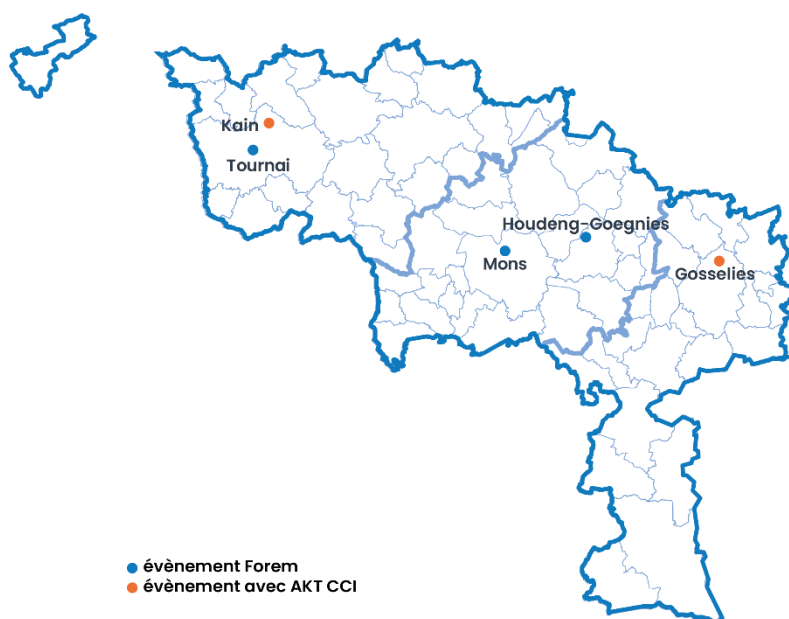 Kain
Tournai
Houdeng-Goegnies
Mons
Gosselies
évènement Forem
évènement avec AKT CCI